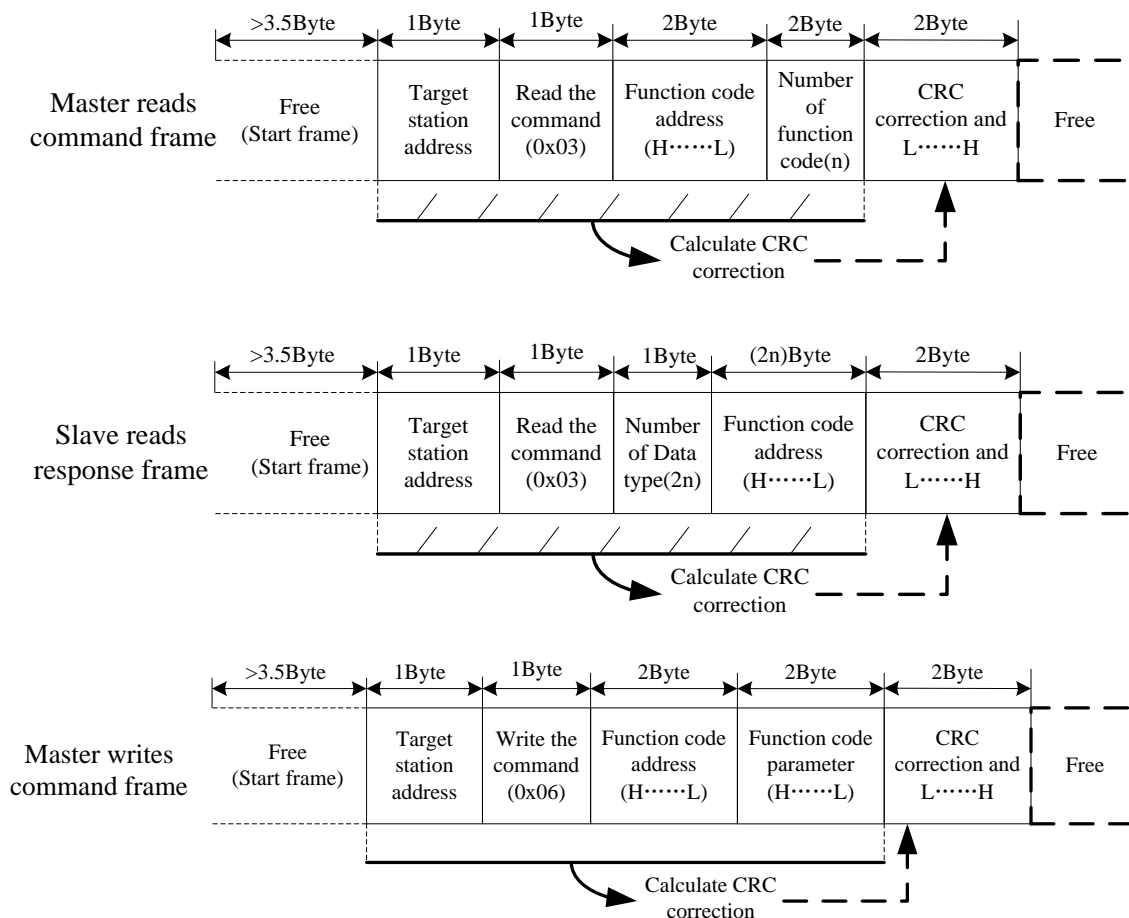 >3.5Byte 1Byte 1Byte 2Byte 2Byte 2Byte
Master reads
command frame
Free
(Start frame)
Target
station
address
Read the
command
(0x03)
Function code
address
(H······L)
Number
of
function
code(n)
CRC
correction and
L······H
Free
Calculate CRC
correction
>3.5Byte 1Byte 1Byte 1Byte (2n)Byte 2Byte
Slave reads
response frame
Free
(Start frame)
Target
station
address
Read the
command
(0x03)
Number
of Data
type(2n)
Function code
address
(H······L)
CRC
correction and
L······H
Free
Calculate CRC
correction
>3.5Byte 1Byte 1Byte 2Byte 2Byte 2Byte
Master writes
command frame
Free
(Start frame)
Target
station
address
Write the
command
(0x06)
Function code
address
(H······L)
Function code
parameter
(H······L)
CRC
correction and
L······H
Free
Calculate CRC
correction